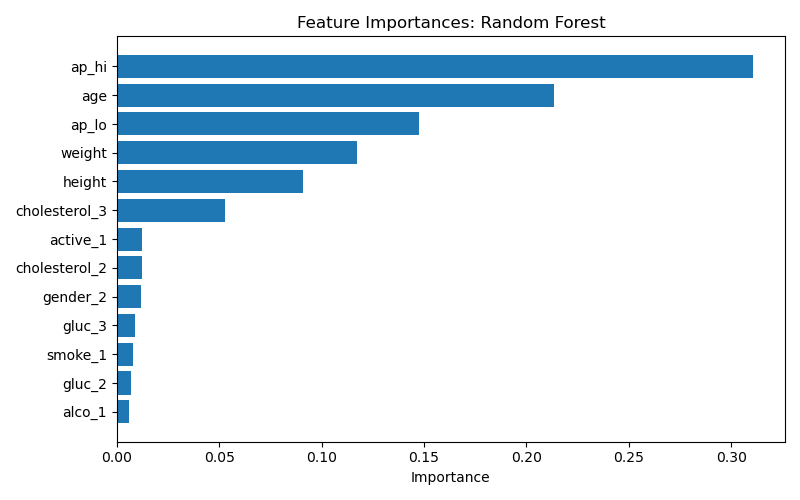 Feature Importances: Random Forest
ap_hi
age
ap_lo
weight
height
cholesterol_3
active_1
cholesterol_2
gender_2
gluc_3
smoke_1
gluc_2
alco_1
0.00 0.05 0.10 0.15 0.20 0.25 0.30
Importance